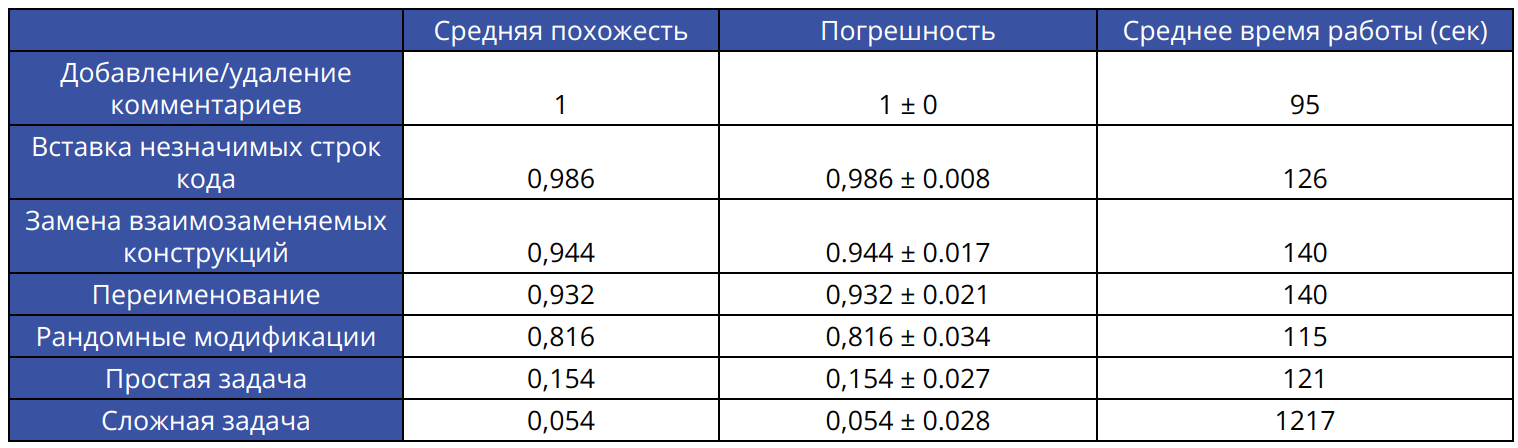 Средняя похожесть Погрешность Среднее время работы (сек)
Добавление/удаление
комментариев 1 1 ± 0 95
Вставка незначимых строк
кода 0,986 0,986 ± 0.008 126
Замена взаимозаменяемых
конструкций 0,944 0.944 ± 0.017 140
Переименование 0,932 0,932 ± 0.021 140
Рандомные модификации 0,816 0,816 ± 0.034 115
Простая задача 0,154 0,154 ± 0.027 121
Сложная задача 0,054 0,054 ± 0.028 1217